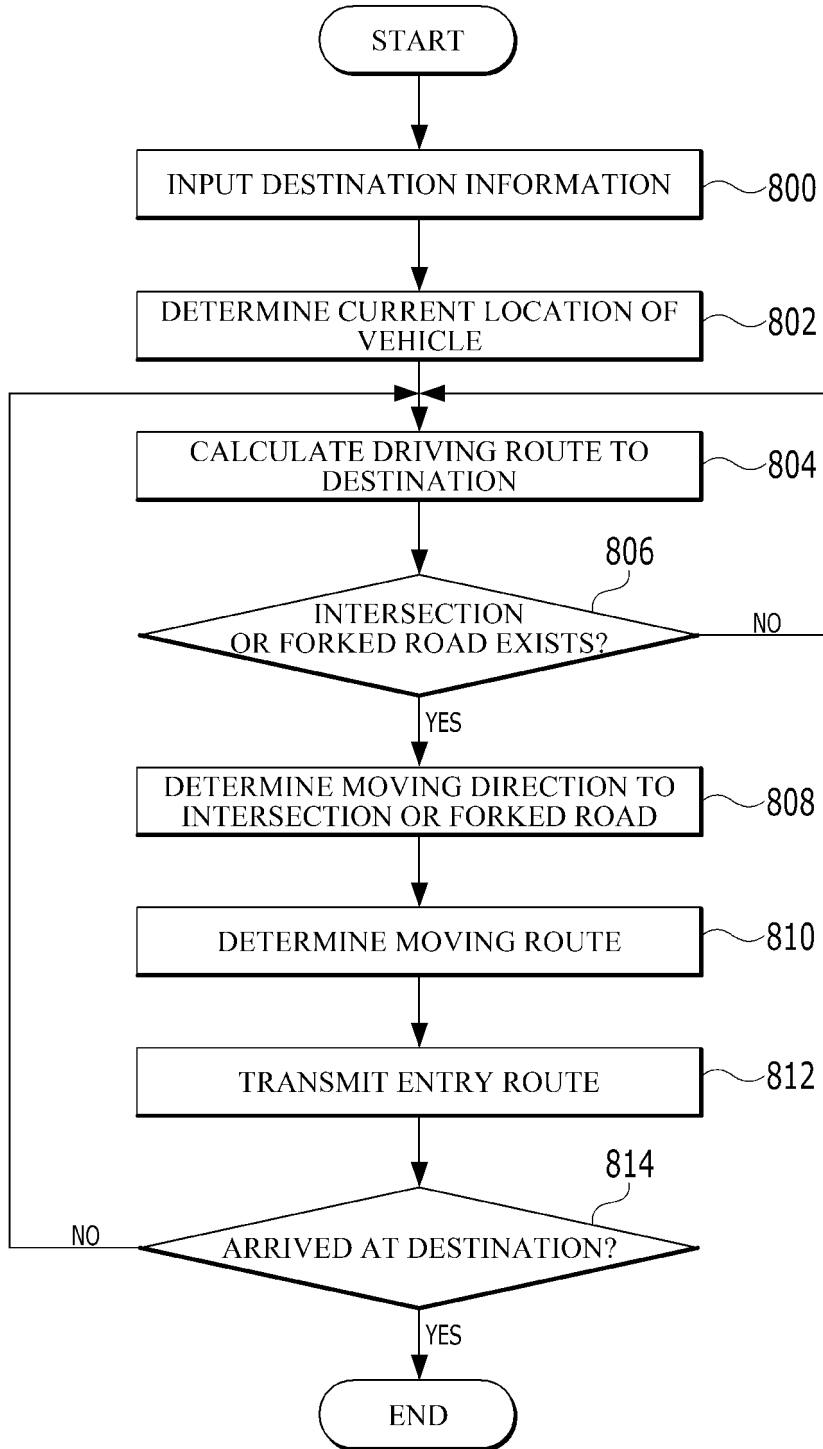 START
INPUT DESTINATION INFORMATION
800
DETERMINE CURRENT LOCATION OF
VEHICLE
802
CALCULATE DRIVING ROUTE TO
DESTINATION
804
806
INTERSECTION
OR FORKED ROAD EXISTS?
NO
YES
DETERMINE MOVING DIRECTION TO
INTERSECTION OR FORKED ROAD
808
DETERMINE MOVING ROUTE
810
TRANSMIT ENTRY ROUTE
812
814
NO
ARRIVED AT DESTINATION?
YES
END